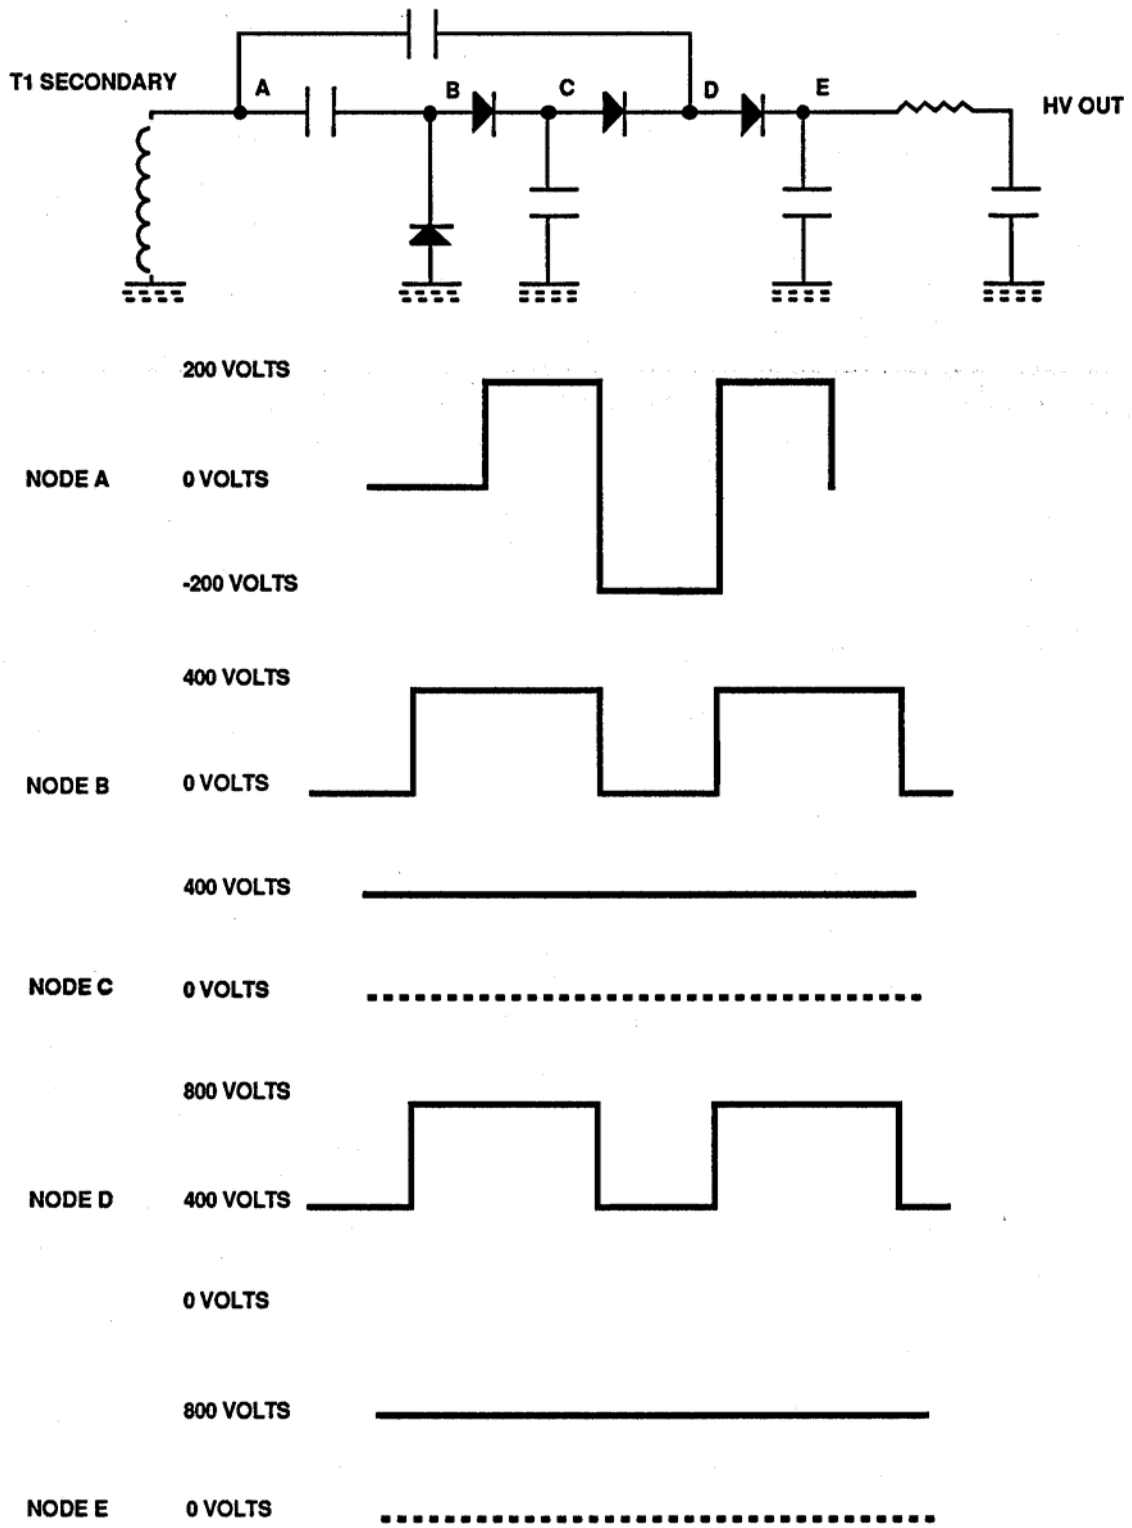 T1 SECONDARY
A
B
C
D
E
HV OUT
200 VOLTS
NODE A
0 VOLTS
-200 VOLTS
400 VOLTS
NODE B
0 VOLTS
400 VOLTS
NODE C
0 VOLTS
800 VOLTS
NODE D
400 VOLTS
0 VOLTS
800 VOLTS
NODE E
0 VOLTS